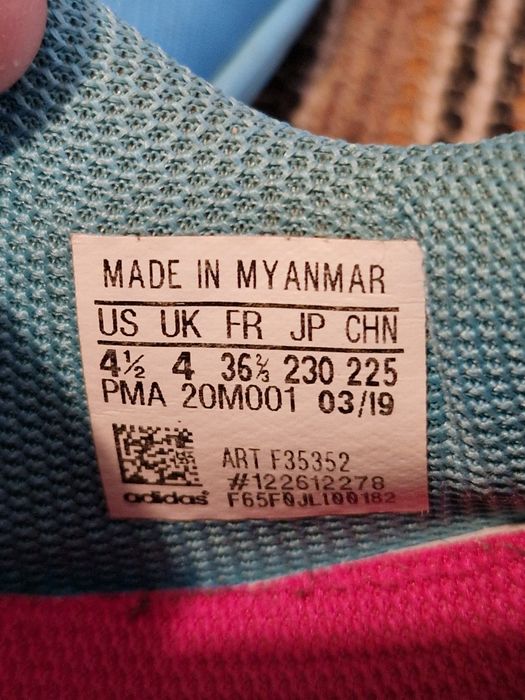 MADE IN MYANMAR
US UK FR JP CHN
4½ 4 36⅔ 230 225
PMA 20M001 03/19
ART F35352
#122612278
adidas F65F0JL100182